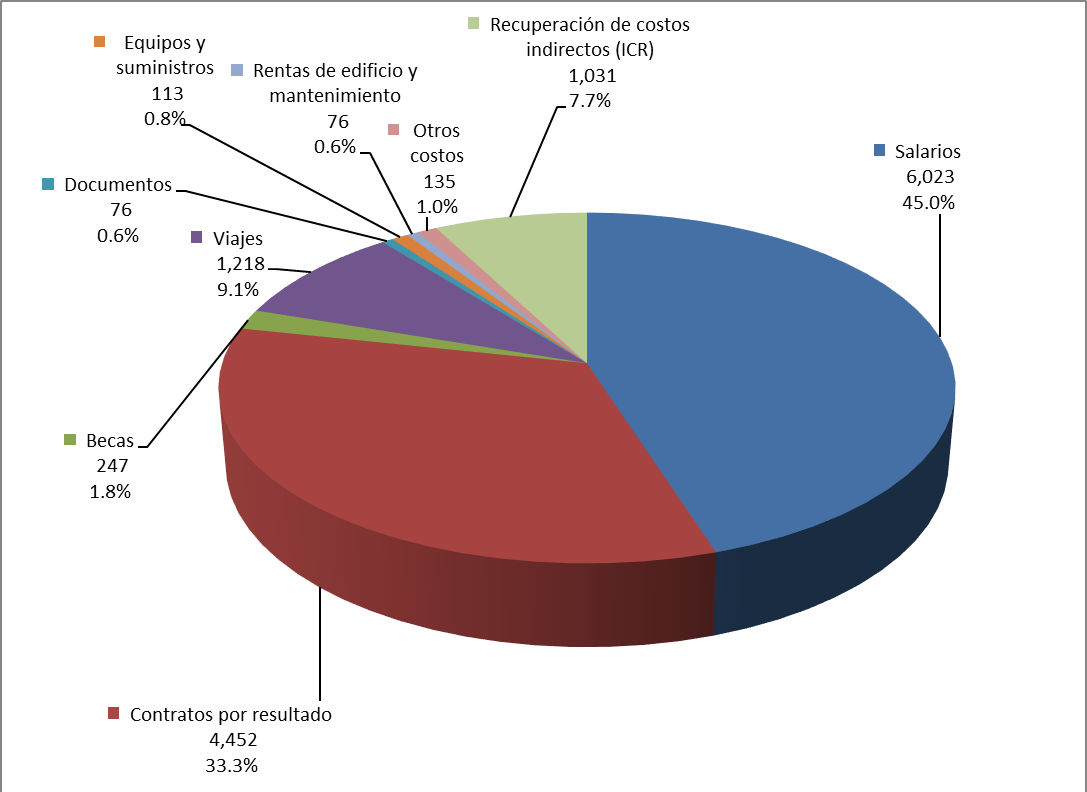 Recuperación de costos
indirectos (ICR)
1,031
7.7%
Equipos y
suministros
113
0.8%
Rentas de edificio y
mantenimiento
76
0.6%
Otros
costos
135
1.0%
Salarios
6,023
45.0%
Documentos
76
0.6%
Viajes
1,218
9.1%
Becas
247
1.8%
Contratos por resultado
4,452
33.3%